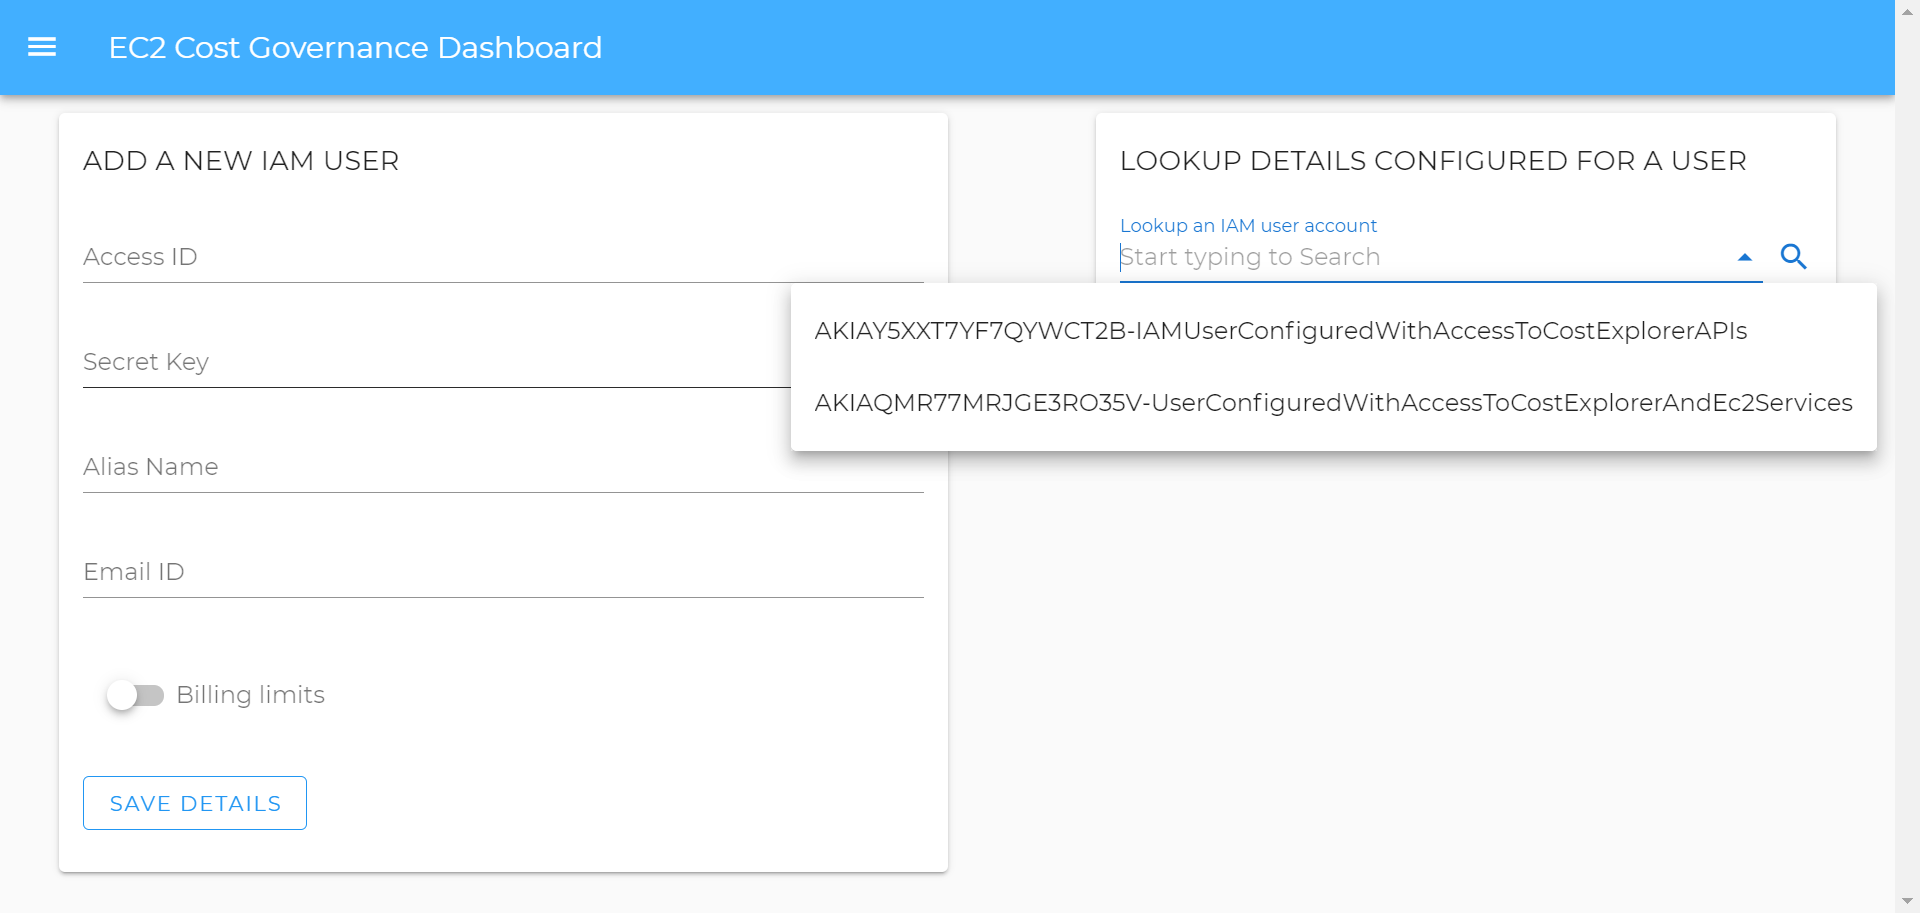 EC2 Cost Governance Dashboard
ADD A NEW IAM USER
Access ID
Secret Key
Alias Name
Email ID
Billing limits
SAVE DETAILS
LOOKUP DETAILS CONFIGURED FOR A USER
Lookup an IAM user account
Start typing to Search
AKIAY5XXT7YF7QYWCT2B-IAMUserConfiguredWithAccessToCostExplorerAPIs
AKIAQMR77MRJGE3RO35V-UserConfiguredWithAccessToCostExplorerAndEc2Services